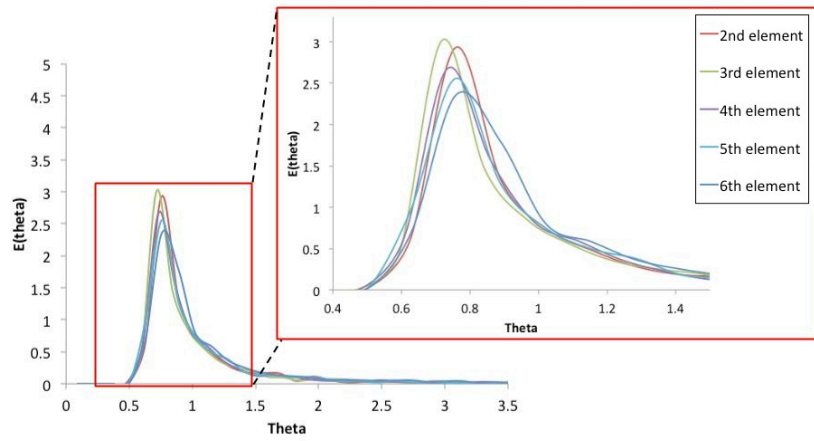 5
4.5
4
3.5
3
2.5
2
1.5
1
0.5
0
E(theta)
0 0.5 1 1.5 2 2.5 3 3.5
Theta
3
2.5
2
1.5
1
0.5
0
E(theta)
0.4 0.6 0.8 1 1.2 1.4
Theta
2nd element
3rd element
4th element
5th element
6th element